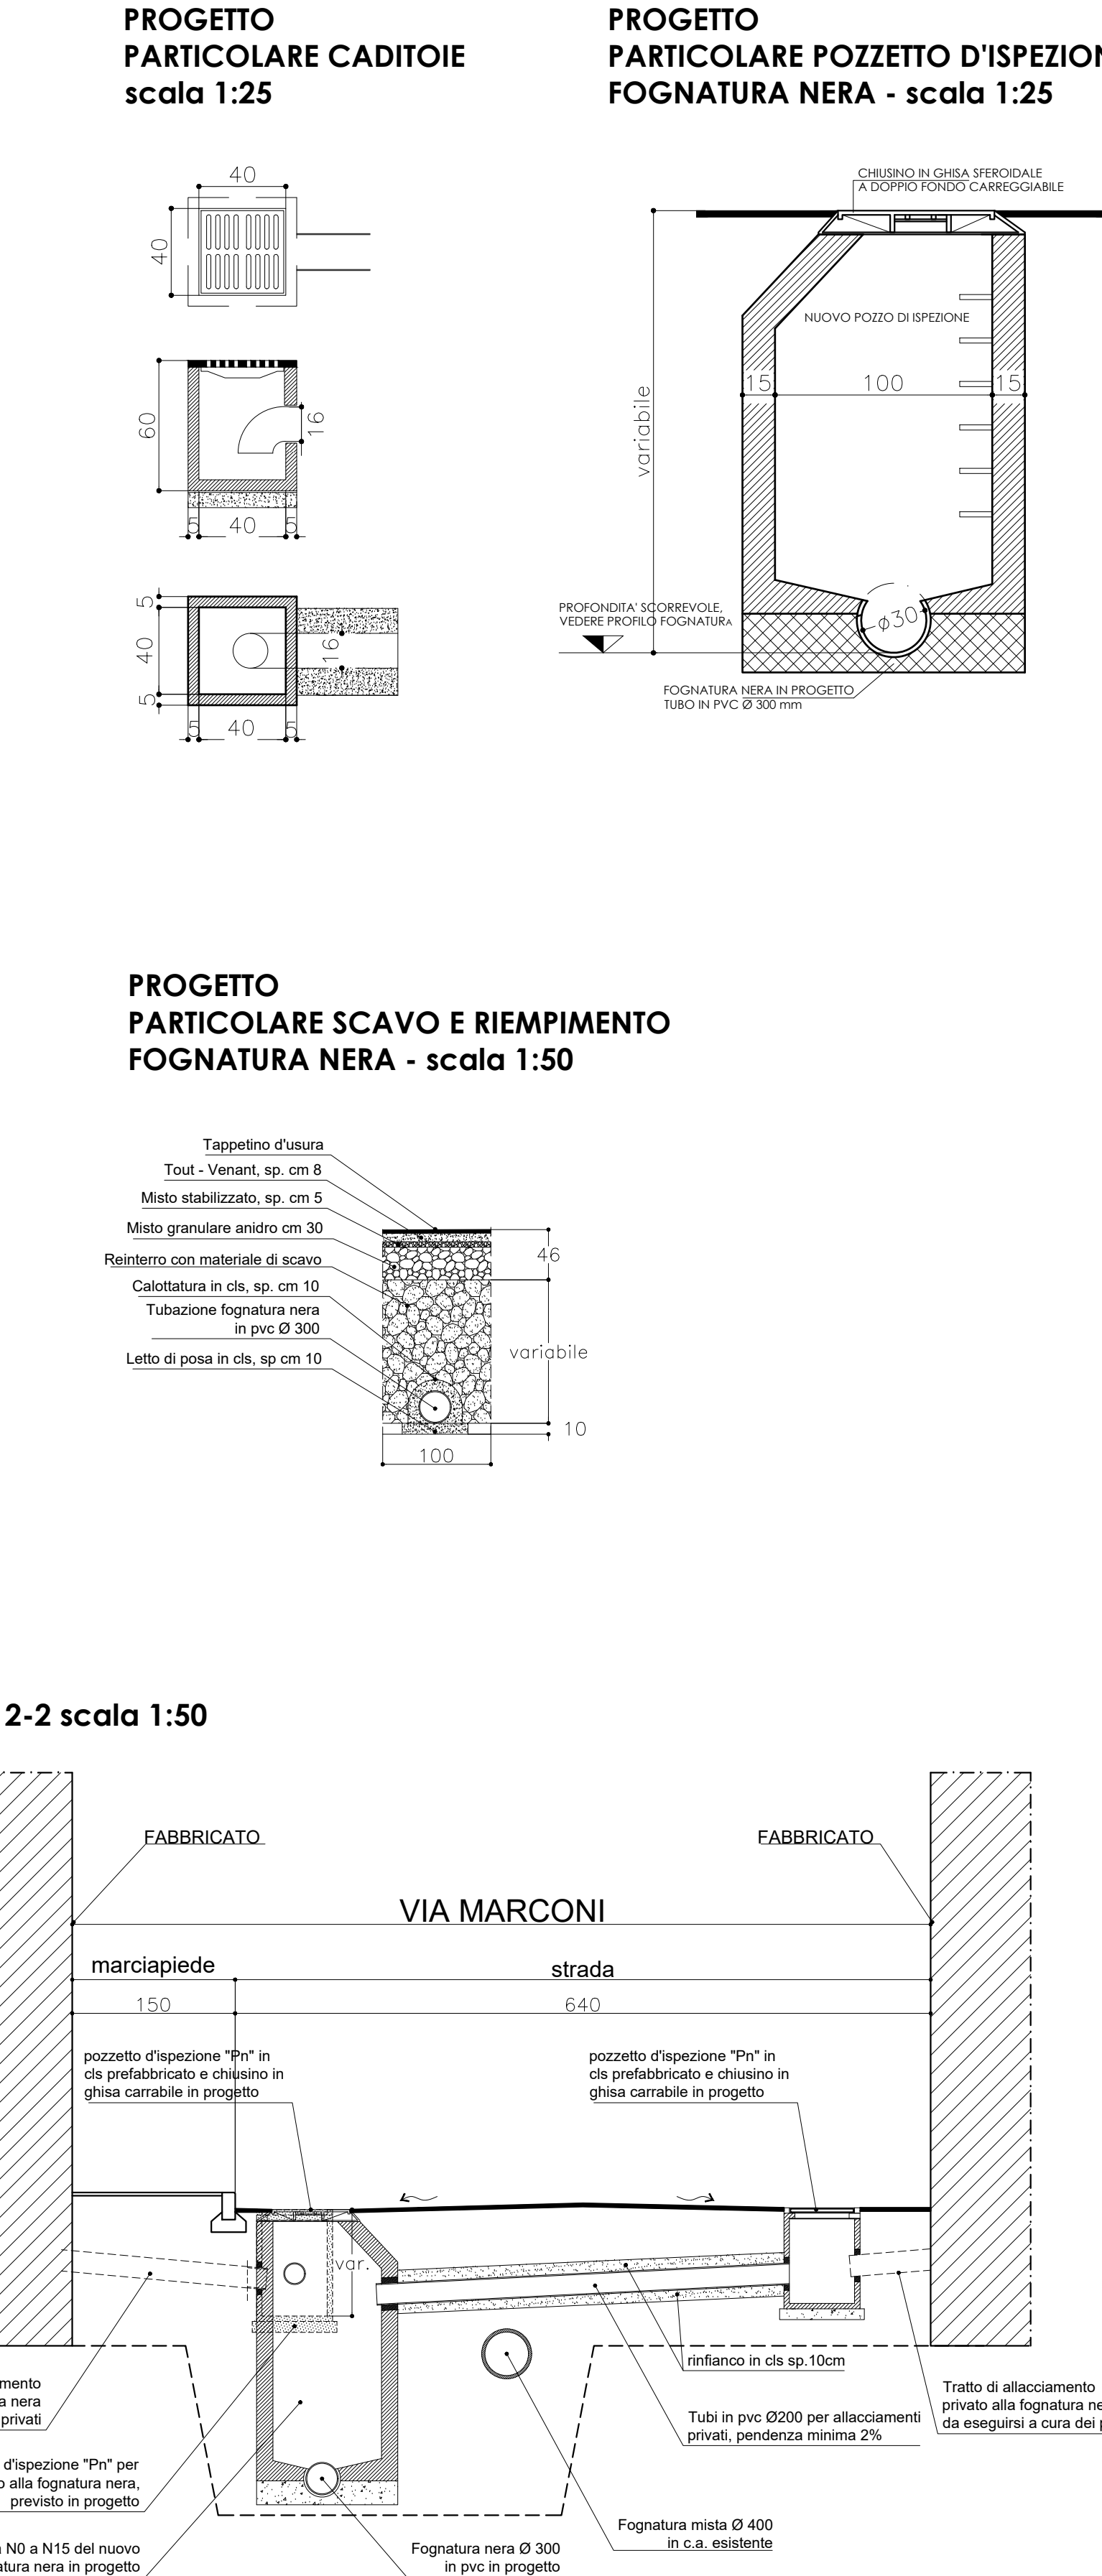 PROGETTO
PARTICOLARE CADITOIE
scala 1:25
PROGETTO
PARTICOLARE POZZETTO D'ISPEZION
FOGNATURA NERA - scala 1:25
40
40
60
16
5
40
5
5
40
5
16
5
40
5
CHIUSINO IN GHISA SFEROIDALE
A DOPPIO FONDO CARREGGIABILE
NUOVO POZZO DI ISPEZIONE
15
100
15
variabile
PROFONDITA' SCORREVOLE,
VEDERE PROFILO FOGNATURA
φ30
FOGNATURA NERA IN PROGETTO
TUBO IN PVC Ø 300 mm
PROGETTO
PARTICOLARE SCAVO E RIEMPIMENTO
FOGNATURA NERA - scala 1:50
Tappetino d'usura
Tout - Venant, sp. cm 8
Misto stabilizzato, sp. cm 5
Misto granulare anidro cm 30
Reinterro con materiale di scavo
Calottatura in cls, sp. cm 10
Tubazione fognatura nera
in pvc Ø 300
Letto di posa in cls, sp cm 10
46
variabile
10
100
2-2 scala 1:50
FABBRICATO
FABBRICATO
VIA MARCONI
marciapiede
strada
150
640
pozzetto d'ispezione "Pn" in
cls prefabbricato e chiusino in
ghisa carrabile in progetto
pozzetto d'ispezione "Pn" in
cls prefabbricato e chiusino in
ghisa carrabile in progetto
var.
rinfianco in cls sp.10cm
mento
a nera
privati
Tubi in pvc Ø200 per allacciamenti
privati, pendenza minima 2%
Tratto di allacciamento
privato alla fognatura ne
da eseguirsi a cura dei p
d'ispezione "Pn" per
o alla fognatura nera,
previsto in progetto
Fognatura mista Ø 400
in c.a. esistente
a N0 a N15 del nuovo
atura nera in progetto
Fognatura nera Ø 300
in pvc in progetto